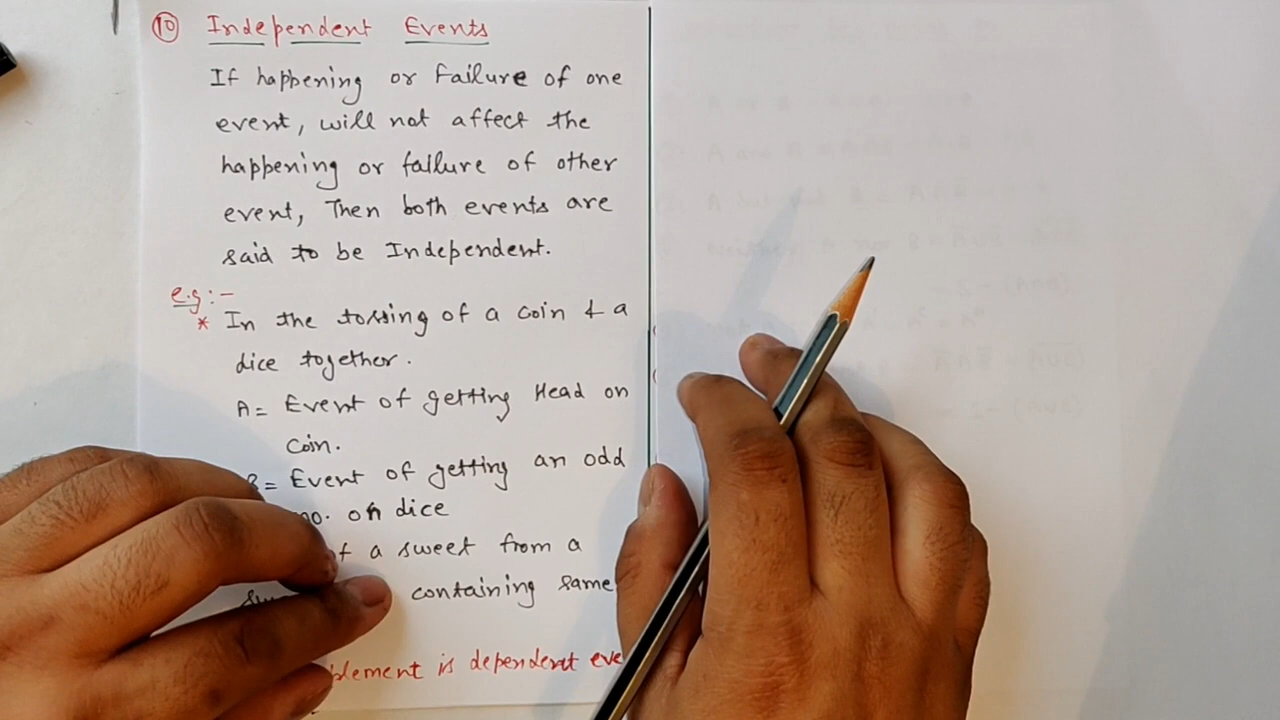 10 Independent Events
If happening or failure of one
event, will not affect the
happening or failure of other
event, Then both events are
said to be Independent.
e.g :-
* In the tossing of a coin & a
dice together.
A = Event of getting Head on
coin.
B = Event of getting an odd
no. on dice
of a sweet from a
containing same
is dependent